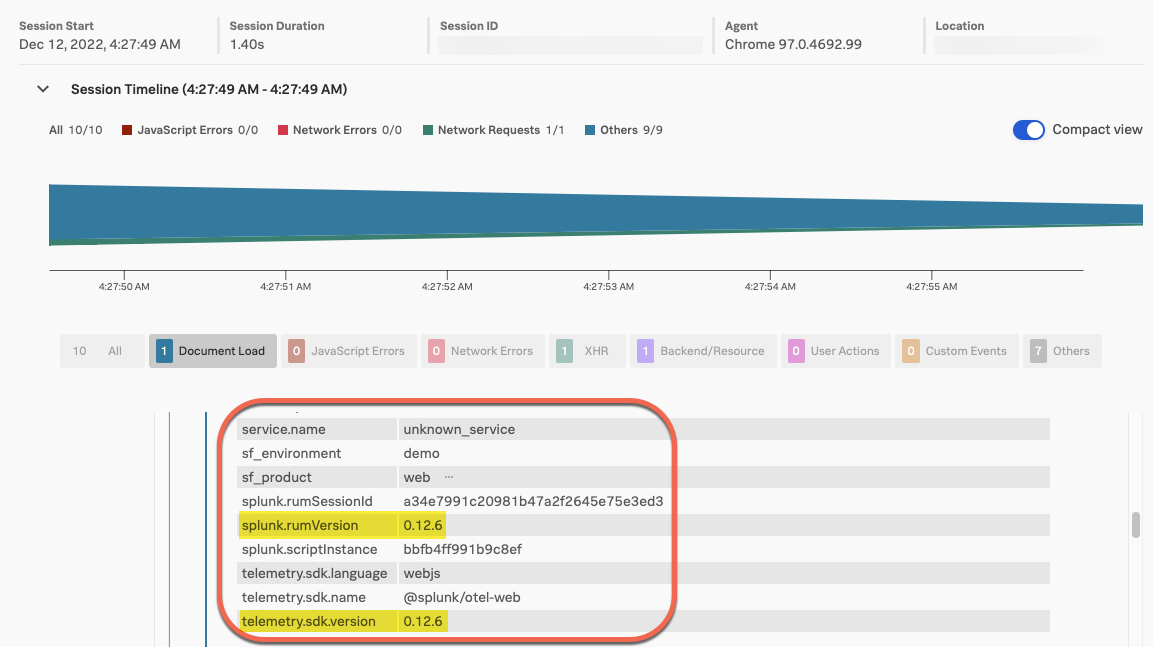 Session Start Session Duration Session ID Agent Location
Dec 12, 2022, 4:27:49 AM 1.40s Chrome 97.0.4692.99
Session Timeline (4:27:49 AM - 4:27:49 AM)
All 10/10 JavaScript Errors 0/0 Network Errors 0/0 Network Requests 1/1 Others 9/9 Compact view
4:27:50 AM 4:27:51 AM 4:27:52 AM 4:27:53 AM 4:27:54 AM 4:27:55 AM
10 All 1 Document Load 0 JavaScript Errors 0 Network Errors 1 XHR 1 Backend/Resource 0 User Actions 0 Custom Events 7 Others
service.name unknown_service
sf_environment demo
sf_product web ···
splunk.rumSessionId a34e7991c20981b47a2f2645e75e3ed3
splunk.rumVersion 0.12.6
splunk.scriptInstance bbfb4ff991b9c8ef
telemetry.sdk.language webjs
telemetry.sdk.name @splunk/otel-web
telemetry.sdk.version 0.12.6